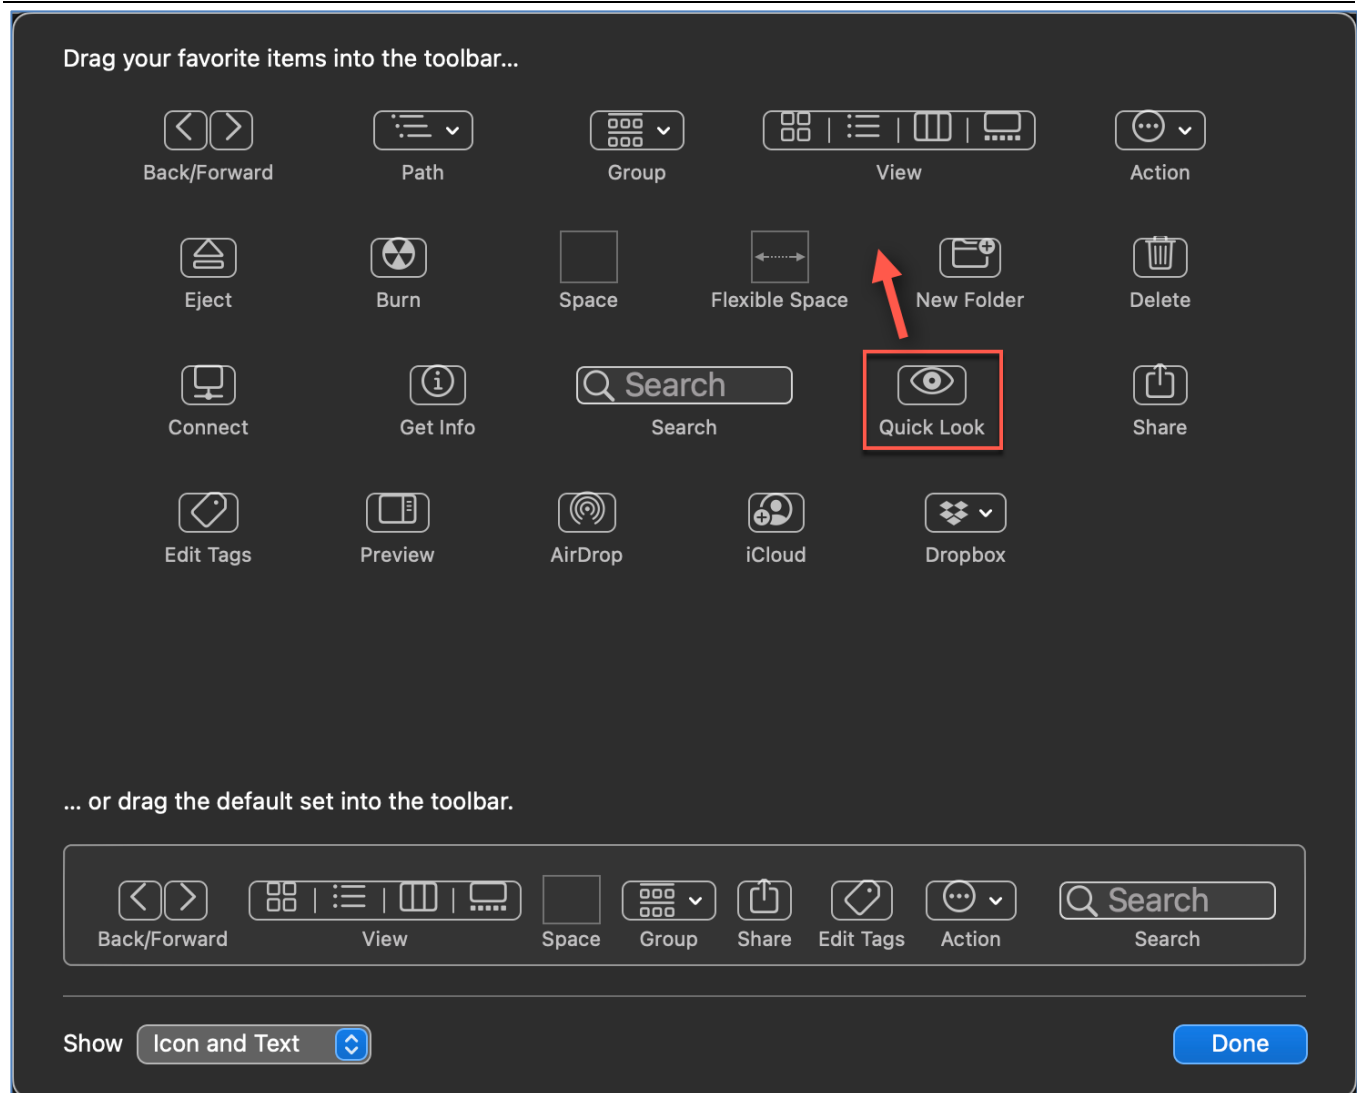 Drag your favorite items into the toolbar...
Back/Forward Path Group View Action
Eject Burn Space Flexible Space New Folder Delete
Search
Connect Get Info Search Quick Look Share
Edit Tags Preview AirDrop iCloud Dropbox
... or drag the default set into the toolbar.
Search
Back/Forward View Space Group Share Edit Tags Action Search
Show Icon and Text Done